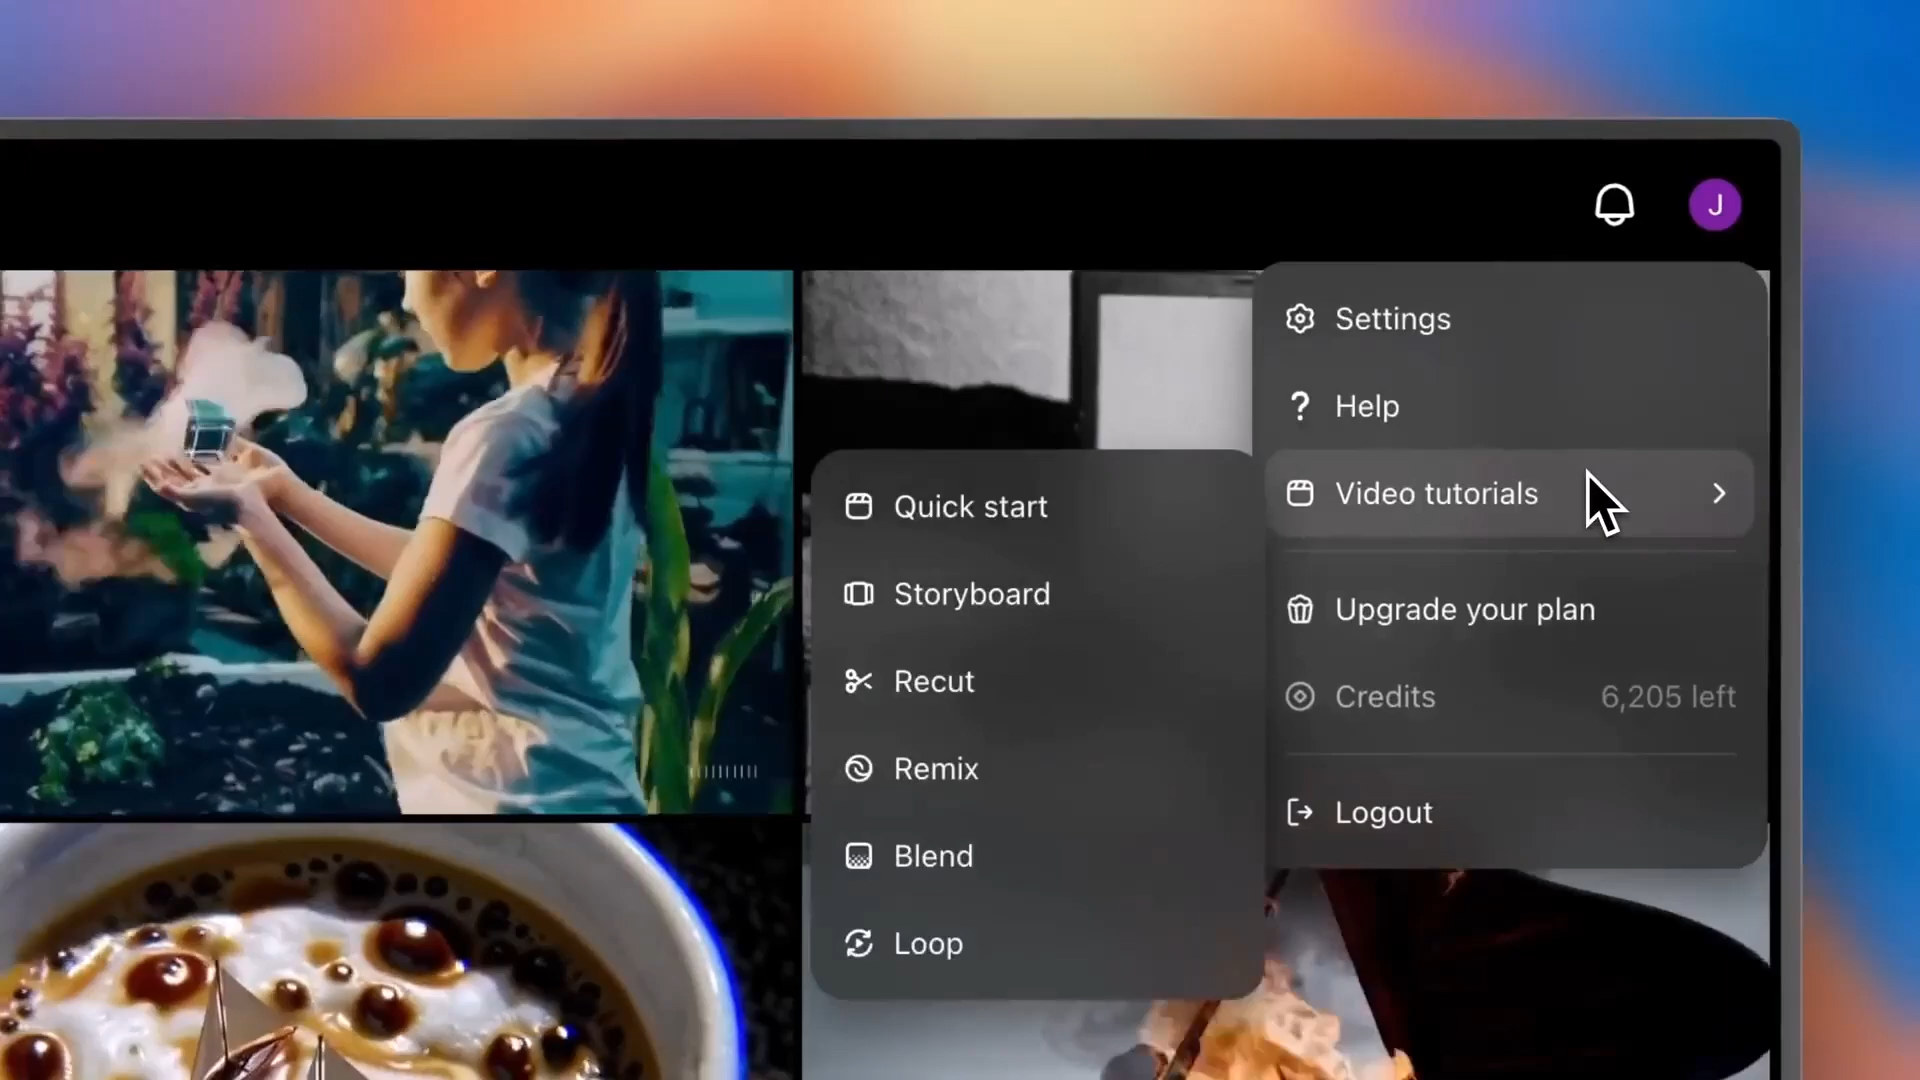 J
Settings
Help
Video tutorials
Upgrade your plan
Credits 6,205 left
Logout
Quick start
Storyboard
Recut
Remix
Blend
Loop